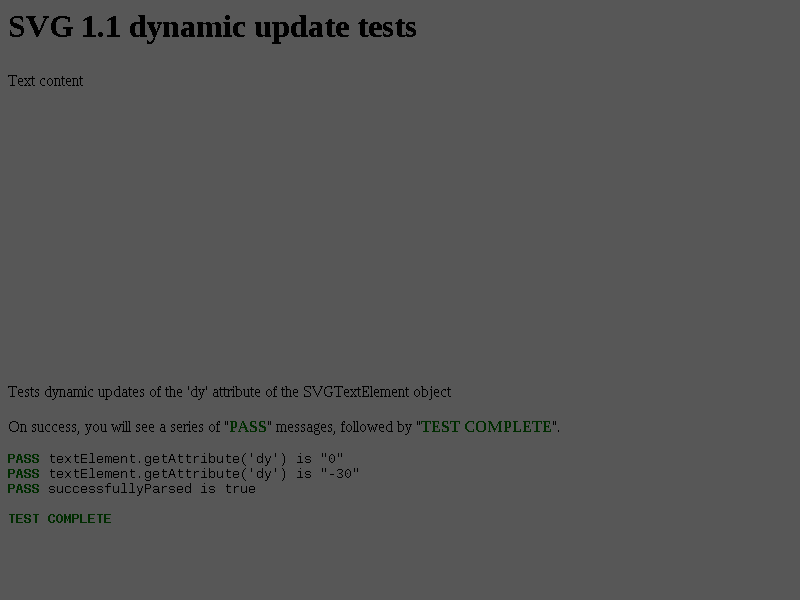 SVG 1.1 dynamic update tests
Text content
Tests dynamic updates of the 'dy' attribute of the SVGTextElement object
On success, you will see a series of "PASS" messages, followed by "TEST COMPLETE".
PASS textElement.getAttribute('dy') is "0"
PASS textElement.getAttribute('dy') is "-30"
PASS successfullyParsed is true
TEST COMPLETE